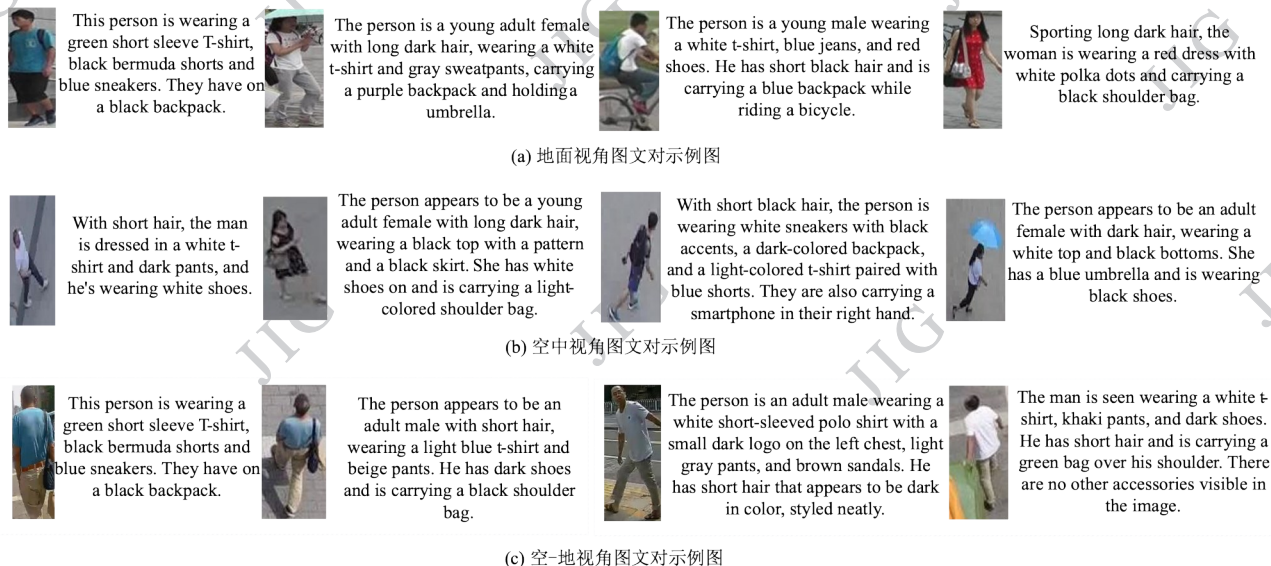 This person is wearing a
green short sleeve T-shirt,
black bermuda shorts and
blue sneakers. They have on
a black backpack.
The person is a young adult female
with long dark hair, wearing a white
t-shirt and gray sweatpants, carrying
a purple backpack and holding a
umbrella.
The person is a young male wearing
a white t-shirt, blue jeans, and red
shoes. He has short black hair and is
carrying a blue backpack while
riding a bicycle.
Sporting long dark hair, the
woman is wearing a red dress with
white polka dots and carrying a
black shoulder bag.
(a) 地面视角图文对示例图
With short hair, the man
is dressed in a white t-
shirt and dark pants, and
he's wearing white shoes.
The person appears to be a young
adult female with long dark hair,
wearing a black top with a pattern
and a black skirt. She has white
shoes on and is carrying a light-
colored shoulder bag.
With short black hair, the person is
wearing white sneakers with black
accents, a dark-colored backpack,
and a light-colored t-shirt paired with
blue shorts. They are also carrying a
smartphone in their right hand.
The person appears to be an adult
female with dark hair, wearing a
white top and black bottoms. She
has a blue umbrella and is wearing
black shoes.
(b) 空中视角图文对示例图
This person is wearing a
green short sleeve T-shirt,
black bermuda shorts and
blue sneakers. They have on
a black backpack.
The person appears to be an
adult male with short hair,
wearing a light blue t-shirt and
beige pants. He has dark shoes
and is carrying a black shoulder
bag.
The person is an adult male wearing a
white short-sleeved polo shirt with a
small dark logo on the left chest, light
gray pants, and brown sandals. He
has short hair that appears to be dark
in color, styled neatly.
The man is seen wearing a white t-
shirt, khaki pants, and dark shoes.
He has short hair and is carrying a
green bag over his shoulder. There
are no other accessories visible in
the image.
(c) 空-地视角图文对示例图
JIG
JIG
JIG
JIG